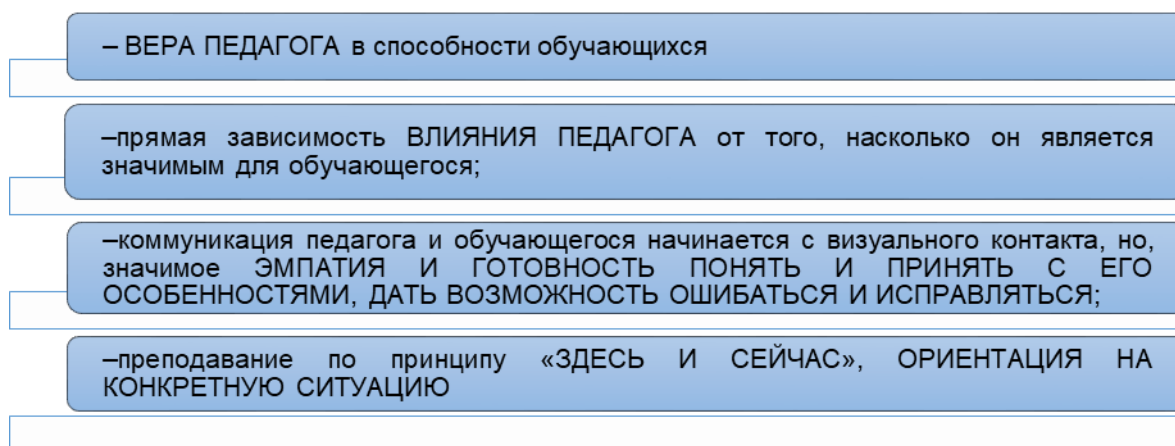 – ВЕРА ПЕДАГОГА в способности обучающихся
–прямая зависимость ВЛИЯНИЯ ПЕДАГОГА от того, насколько он является
значимым для обучающегося;
–коммуникация педагога и обучающегося начинается с визуального контакта, но,
значимое ЭМПАТИЯ И ГОТОВНОСТЬ ПОНЯТЬ И ПРИНЯТЬ С ЕГО
ОСОБЕННОСТЯМИ, ДАТЬ ВОЗМОЖНОСТЬ ОШИБАТЬСЯ И ИСПРАВЛЯТЬСЯ;
–преподавание по принципу «ЗДЕСЬ И СЕЙЧАС», ОРИЕНТАЦИЯ НА
КОНКРЕТНУЮ СИТУАЦИЮ